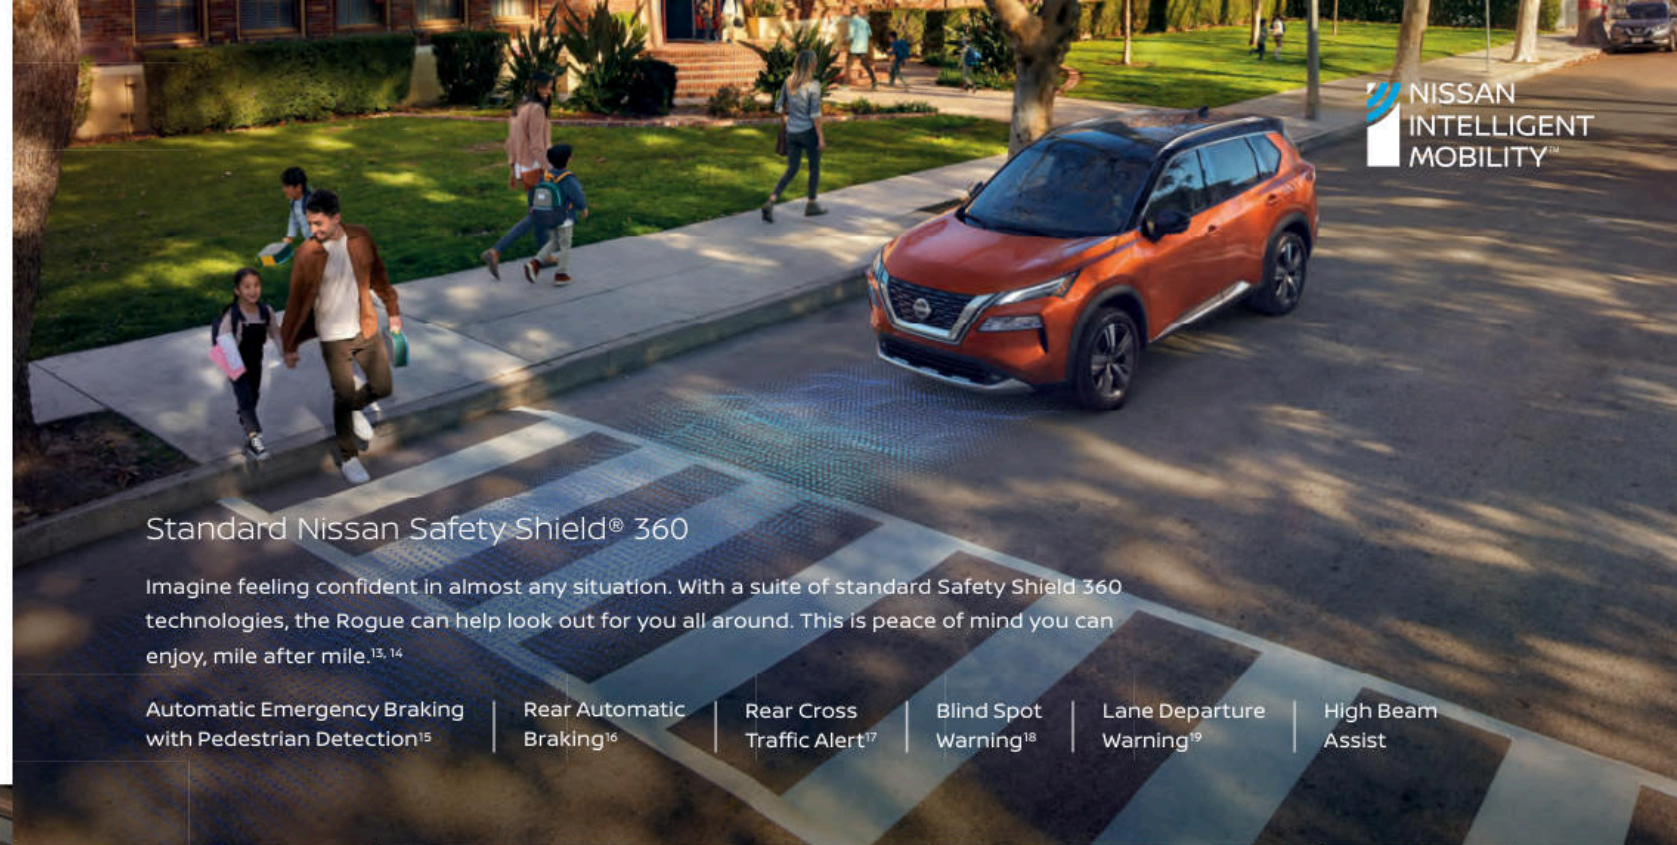 NISSAN
INTELLIGENT
MOBILITY™
Standard Nissan Safety Shield® 360
Imagine feeling confident in almost any situation. With a suite of standard Safety Shield 360
technologies, the Rogue can help look out for you all around. This is peace of mind you can
enjoy, mile after mile.¹³, ¹⁴
Automatic Emergency Braking
with Pedestrian Detection¹⁵
Rear Automatic
Braking¹⁶
Rear Cross
Traffic Alert¹⁷
Blind Spot
Warning¹⁸
Lane Departure
Warning¹⁹
High Beam
Assist